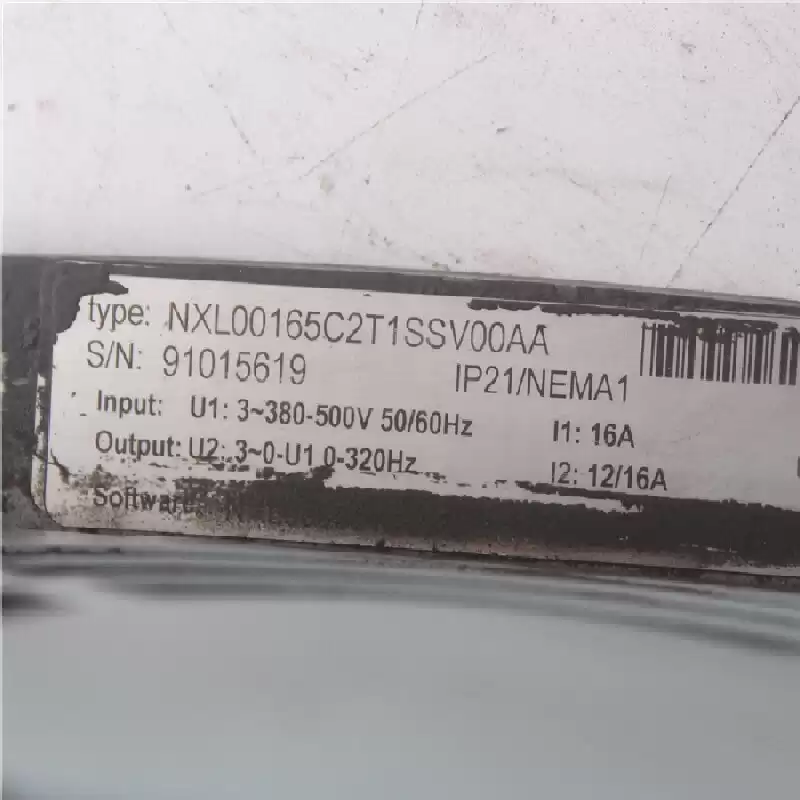 type: NXL00165C2T1SSV00AA
S/N: 91015619
IP21/NEMA1
Input: U1: 3~380-500V 50/60Hz I1: 16A
Output: U2: 3~0-U1 0-320Hz I2: 12/16A
Software: